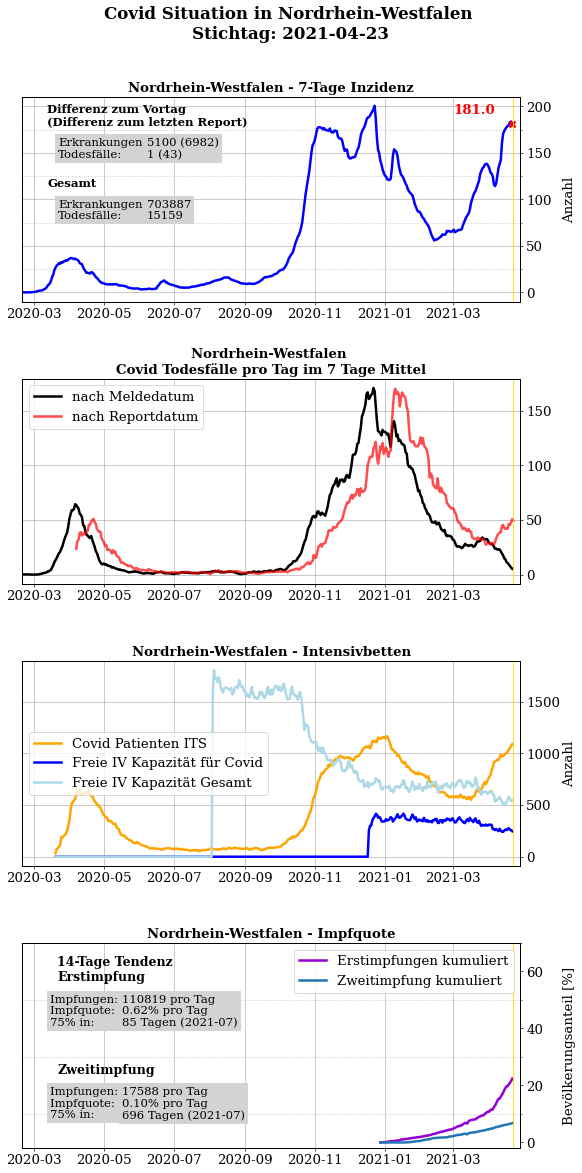 Covid Situation in Nordrhein-Westfalen
Stichtag: 2021-04-23
Nordrhein-Westfalen - 7-Tage Inzidenz
Differenz zum Vortag
(Differenz zum letzten Report)
Erkrankungen 5100 (6982)
Todesfälle: 1 (43)
Gesamt
Erkrankungen 703887
Todesfälle: 15159
181.0
200
150
100
50
0
Anzahl
2020-03 2020-05 2020-07 2020-09 2020-11 2021-01 2021-03
Nordrhein-Westfalen
Covid Todesfälle pro Tag im 7 Tage Mittel
nach Meldedatum
nach Reportdatum
150
100
50
0
2020-03 2020-05 2020-07 2020-09 2020-11 2021-01 2021-03
Nordrhein-Westfalen - Intensivbetten
Covid Patienten ITS
Freie IV Kapazität für Covid
Freie IV Kapazität Gesamt
1500
1000
500
0
Anzahl
2020-03 2020-05 2020-07 2020-09 2020-11 2021-01 2021-03
Nordrhein-Westfalen - Impfquote
14-Tage Tendenz
Erstimpfung
Impfungen: 110819 pro Tag
Impfquote: 0.62% pro Tag
75% in: 85 Tagen (2021-07)
Zweitimpfung
Impfungen: 17588 pro Tag
Impfquote: 0.10% pro Tag
75% in: 696 Tagen (2021-07)
Erstimpfungen kumuliert
Zweitimpfung kumuliert
60
40
20
0
Bevölkerungsanteil [%]
2020-03 2020-05 2020-07 2020-09 2020-11 2021-01 2021-03